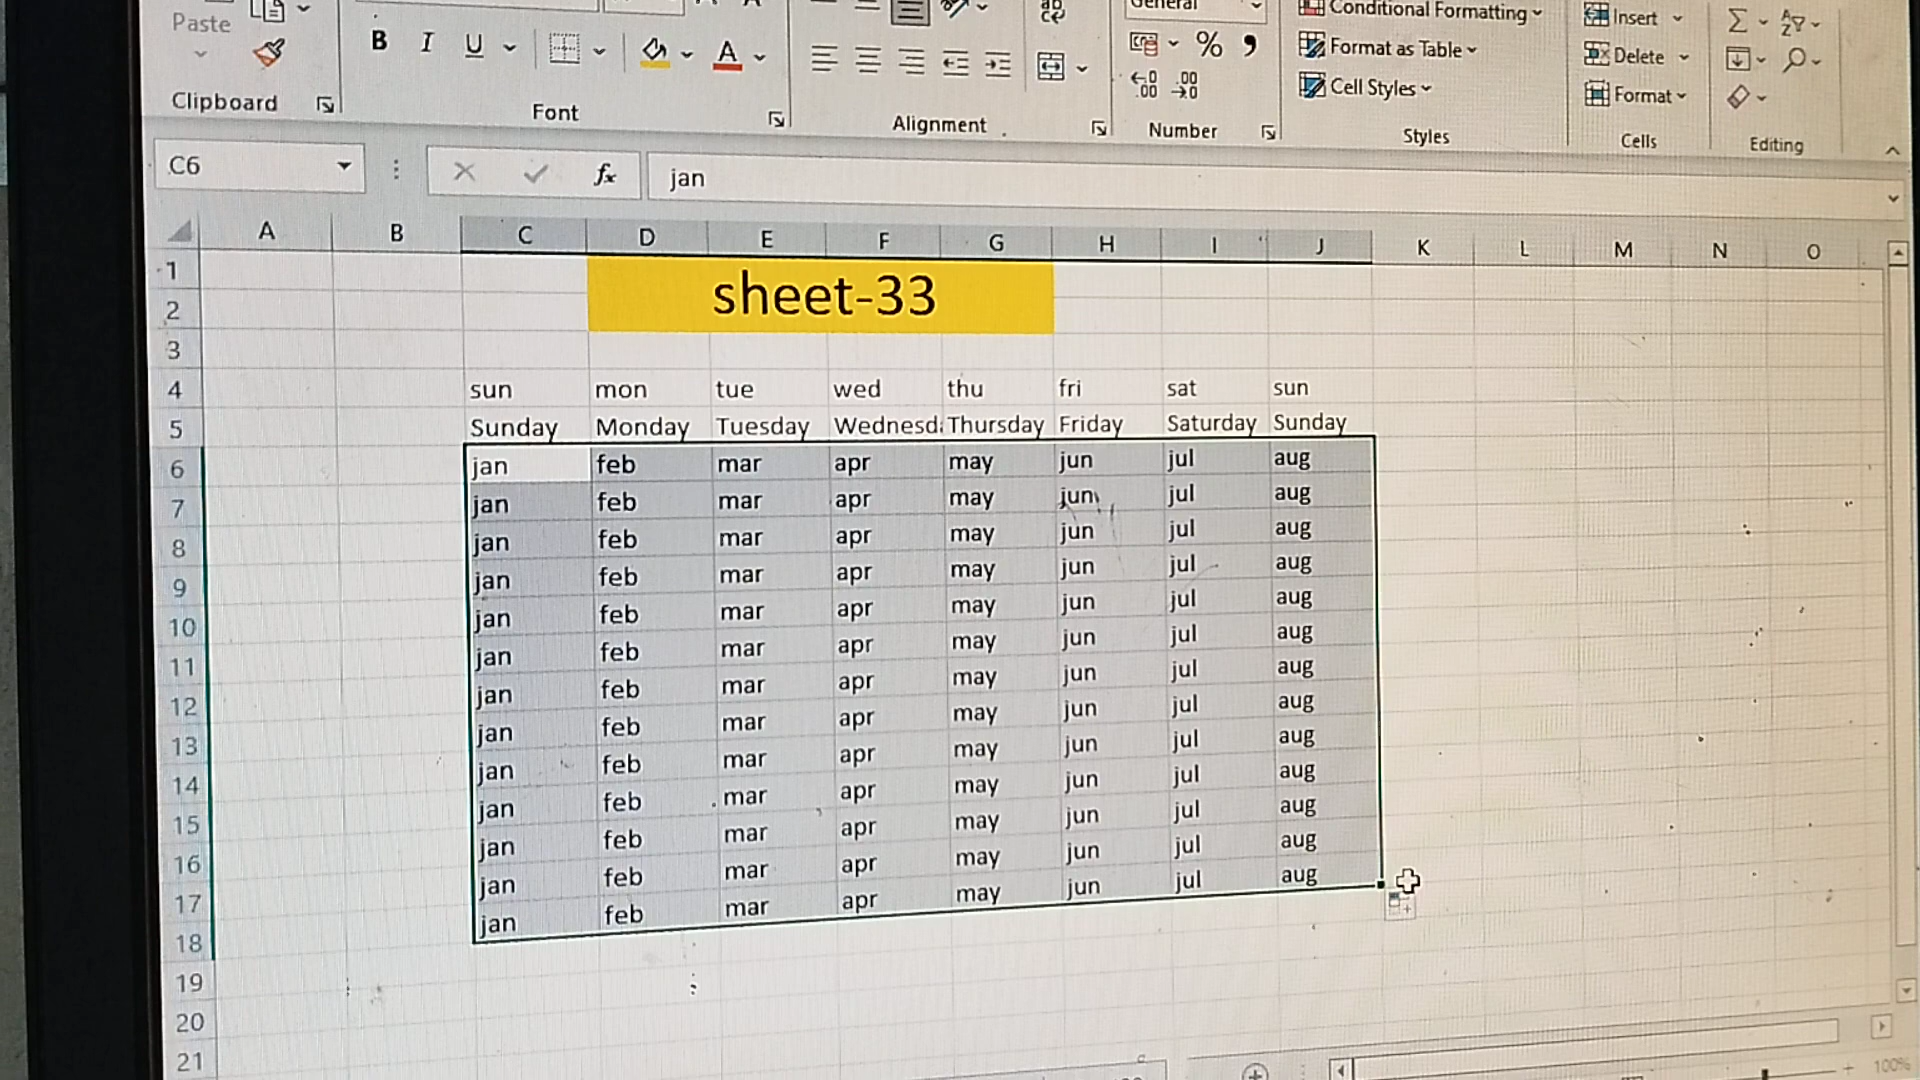 Paste
Clipboard
B I U A
Font
Alignment
General
% 9
Number
Conditional Formatting
Format as Table
Cell Styles
Styles
Insert
Delete
Format
Cells
Editing
C6 fx jan
A B C D E F G H I J K L M N O
1 sheet-33
2
3
4 sun mon tue wed thu fri sat sun
5 Sunday Monday Tuesday Wednesd Thursday Friday Saturday Sunday
6 jan feb mar apr may jun jul aug
7 jan feb mar apr may jun jul aug
8 jan feb mar apr may jun jul aug
9 jan feb mar apr may jun jul aug
10 jan feb mar apr may jun jul aug
11 jan feb mar apr may jun jul aug
12 jan feb mar apr may jun jul aug
13 jan feb mar apr may jun jul aug
14 jan feb mar apr may jun jul aug
15 jan feb mar apr may jun jul aug
16 jan feb mar apr may jun jul aug
17 jan feb mar apr may jun jul aug
18 jan feb mar apr may jun jul aug
19
20
21
100%